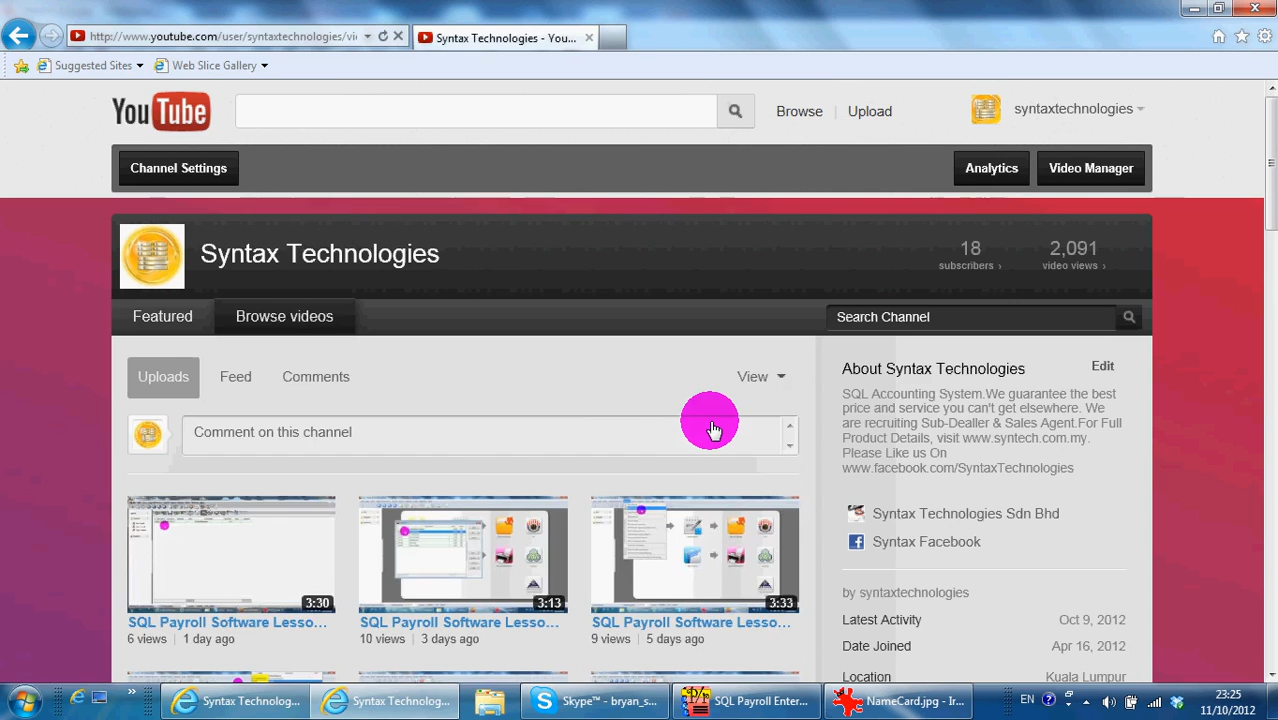 http://www.youtube.com/user/syntaxtechnologies/vi
Syntax Technologies - You...
Suggested Sites
Web Slice Gallery
YouTube
Browse
Upload
syntaxtechnologies
Channel Settings
Analytics
Video Manager
Syntax Technologies
18
subscribers
2,091
video views
Featured
Browse videos
Search Channel
Uploads
Feed
Comments
View
Comment on this channel
3:30
SQL Payroll Software Lesso...
6 views
1 day ago
3:13
SQL Payroll Software Lesso...
10 views
3 days ago
3:33
SQL Payroll Software Lesso...
9 views
5 days ago
About Syntax Technologies
Edit
SQL Accounting System.We guarantee the best
price and service you can't get elsewhere. We
are recruiting Sub-Dealler & Sales Agent.For Full
Product Details, visit www.syntech.com.my.
Please Like us On
www.facebook.com/SyntaxTechnologies
Syntax Technologies Sdn Bhd
Syntax Facebook
by syntaxtechnologies
Latest Activity
Oct 9, 2012
Date Joined
Apr 16, 2012
Location
Kuala Lumpur
Syntax Technolog...
Syntax Technolog...
Skype™ - bryan_s...
SQL Payroll Enter...
NameCard.jpg - Ir...
EN
23:25
11/10/2012